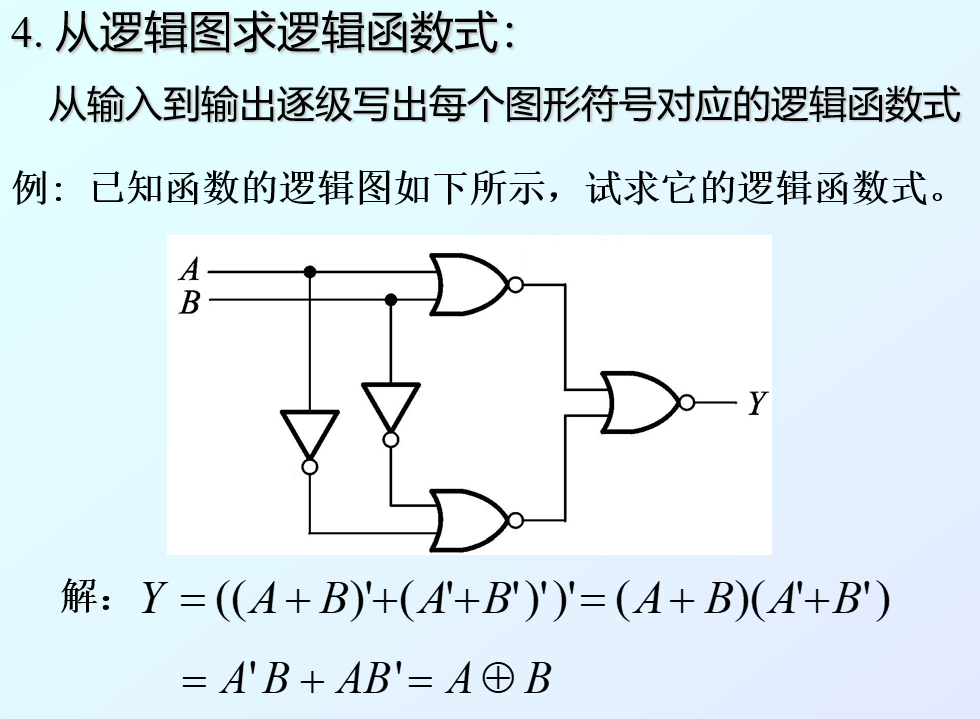 4. 从逻辑图求逻辑函数式：
从输入到输出逐级写出每个图形符号对应的逻辑函数式
例：已知函数的逻辑图如下所示，试求它的逻辑函数式。
A
B
Y
解：Y = ((A + B)'+(A'+B')')'= (A + B)(A'+B')
= A'B + AB'= A⊕B